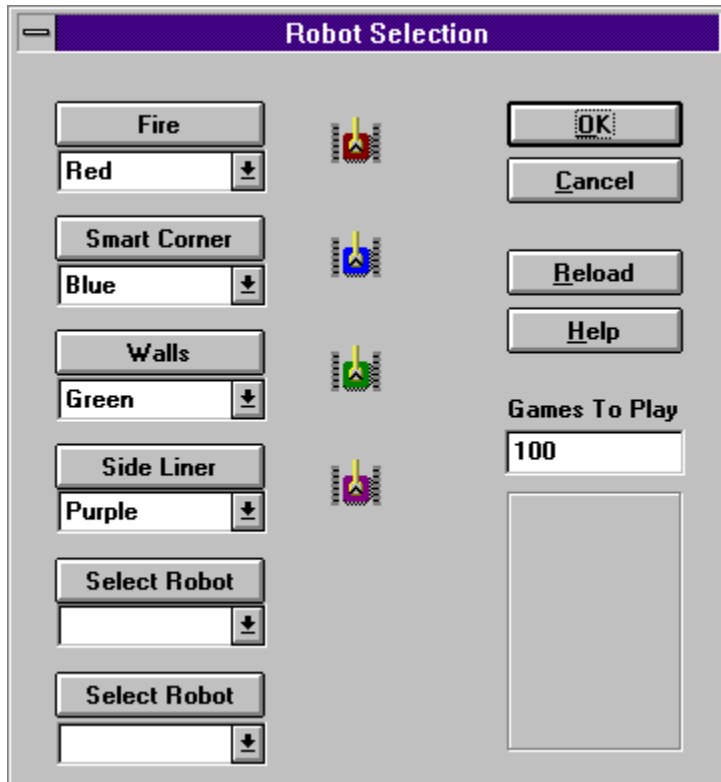 Robot Selection
Fire
Red
Smart Corner
Blue
Walls
Green
Side Liner
Purple
Select Robot
Select Robot
OK
Cancel
Reload
Help
Games To Play
100